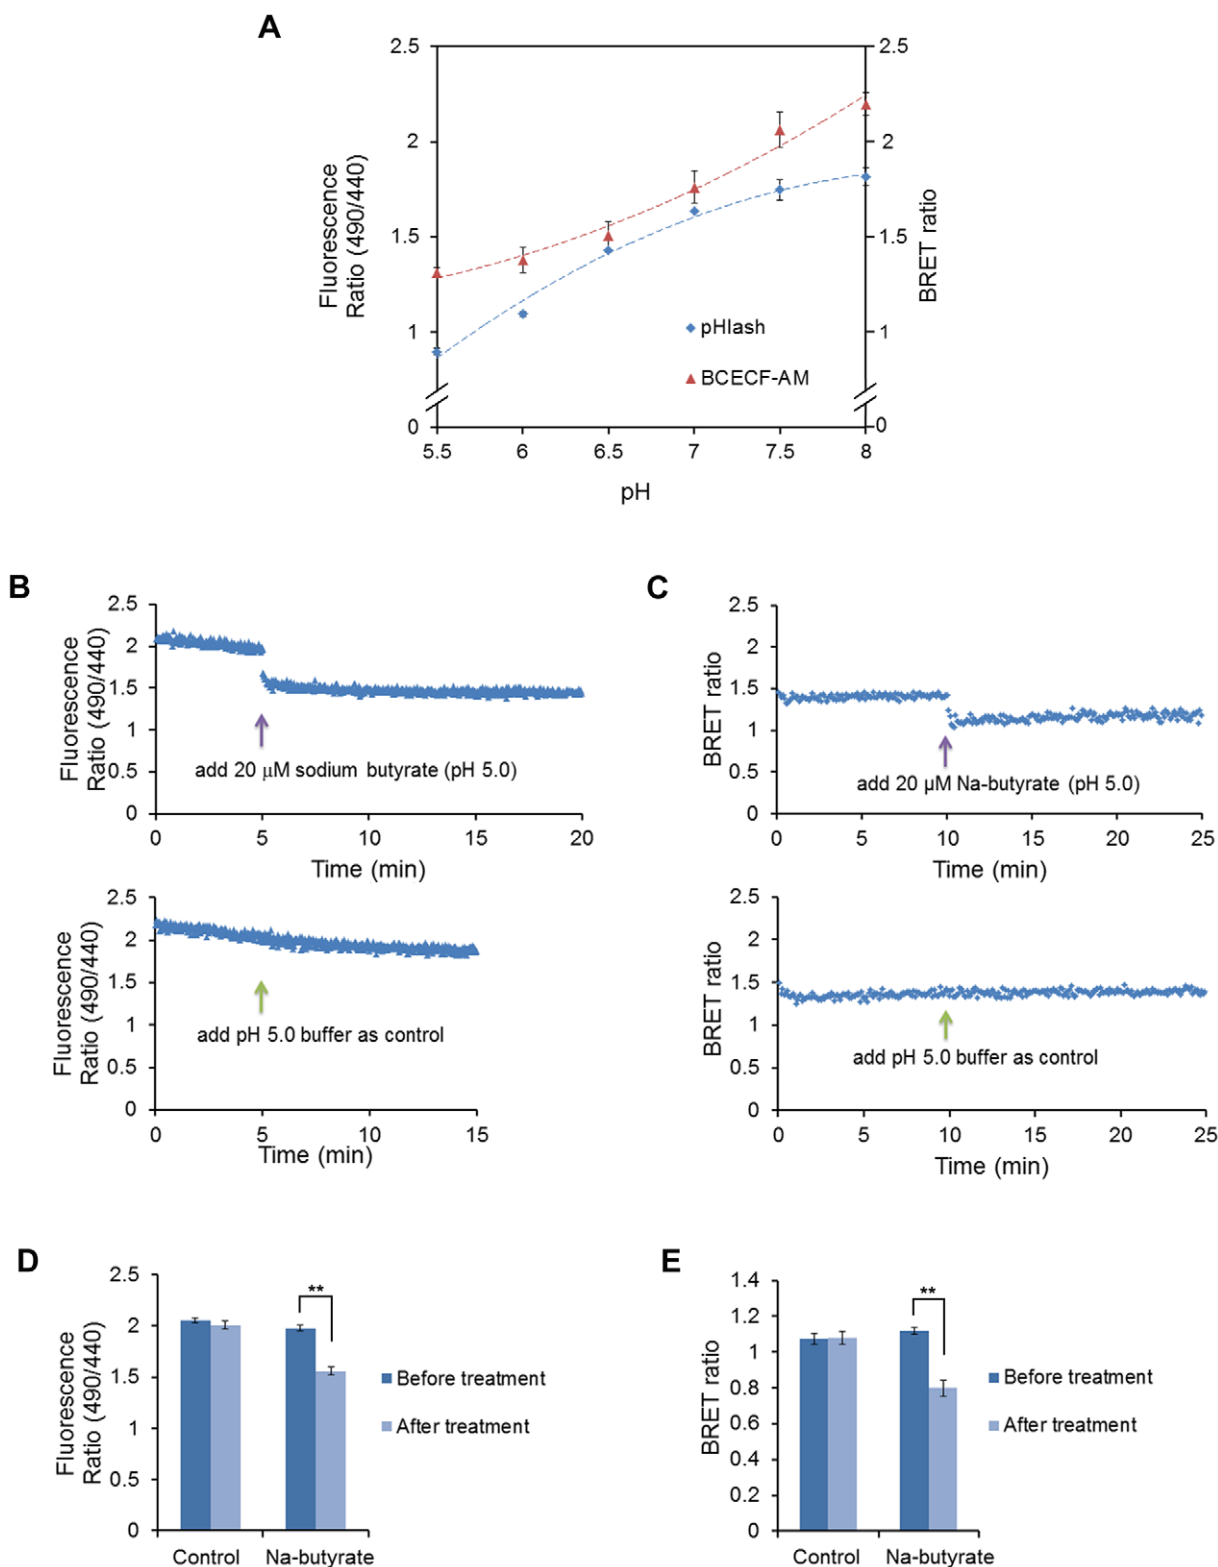 A
Fluorescence
Ratio (490/440)
2.5
2
1.5
1
0
2.5
2
1.5
1
0
BRET ratio
pHlash
BCECF-AM
5.5 6 6.5 7 7.5 8
pH
B
Fluorescence
Ratio (490/440)
2.5
2
1.5
1
0.5
0
add 20 μM sodium butyrate (pH 5.0)
0 5 10 15 20
Time (min)
Fluorescence
Ratio (490/440)
2.5
2
1.5
1
0.5
0
add pH 5.0 buffer as control
0 5 10 15
Time (min)
C
BRET ratio
2.5
2
1.5
1
0.5
0
add 20 μM Na-butyrate (pH 5.0)
0 5 10 15 20 25
Time (min)
BRET ratio
2.5
2
1.5
1
0.5
0
add pH 5.0 buffer as control
0 5 10 15 20 25
Time (min)
D
Fluorescence
Ratio (490/440)
2.5
2
1.5
1
0.5
0
**
Before treatment
After treatment
Control Na-butyrate
E
BRET ratio
1.4
1.2
1
0.8
0.6
0.4
0.2
0
**
Before treatment
After treatment
Control Na-butyrate